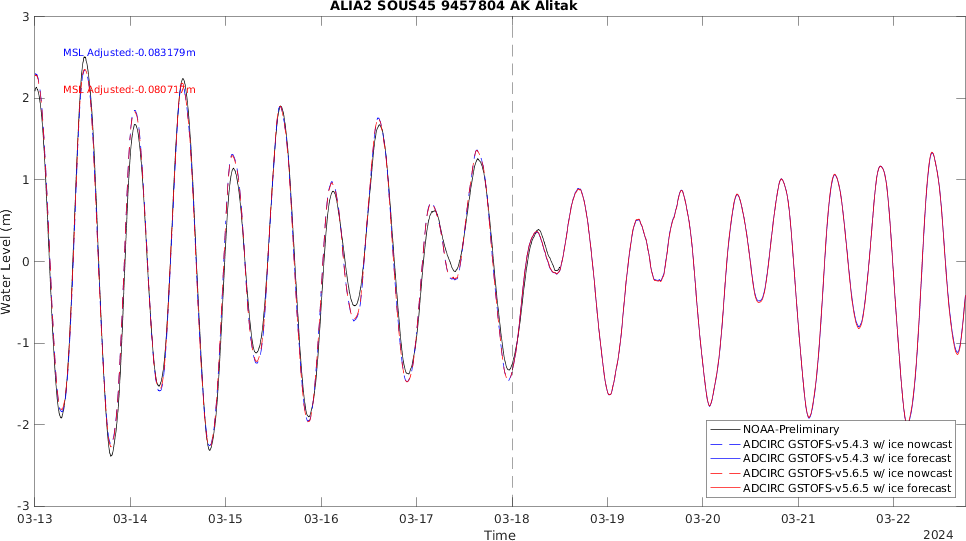 ALIA2 SOUS45 9457804 AK Alitak
3
MSL Adjusted:-0.083179m
MSL Adjusted:-0.080717m
2
1
0
-1
-2
-3
Water Level (m)
NOAA-Preliminary
ADCIRC GSTOFS-v5.4.3 w/ ice nowcast
ADCIRC GSTOFS-v5.4.3 w/ ice forecast
ADCIRC GSTOFS-v5.6.5 w/ ice nowcast
ADCIRC GSTOFS-v5.6.5 w/ ice forecast
03-13 03-14 03-15 03-16 03-17 03-18 03-19 03-20 03-21 03-22
Time
2024